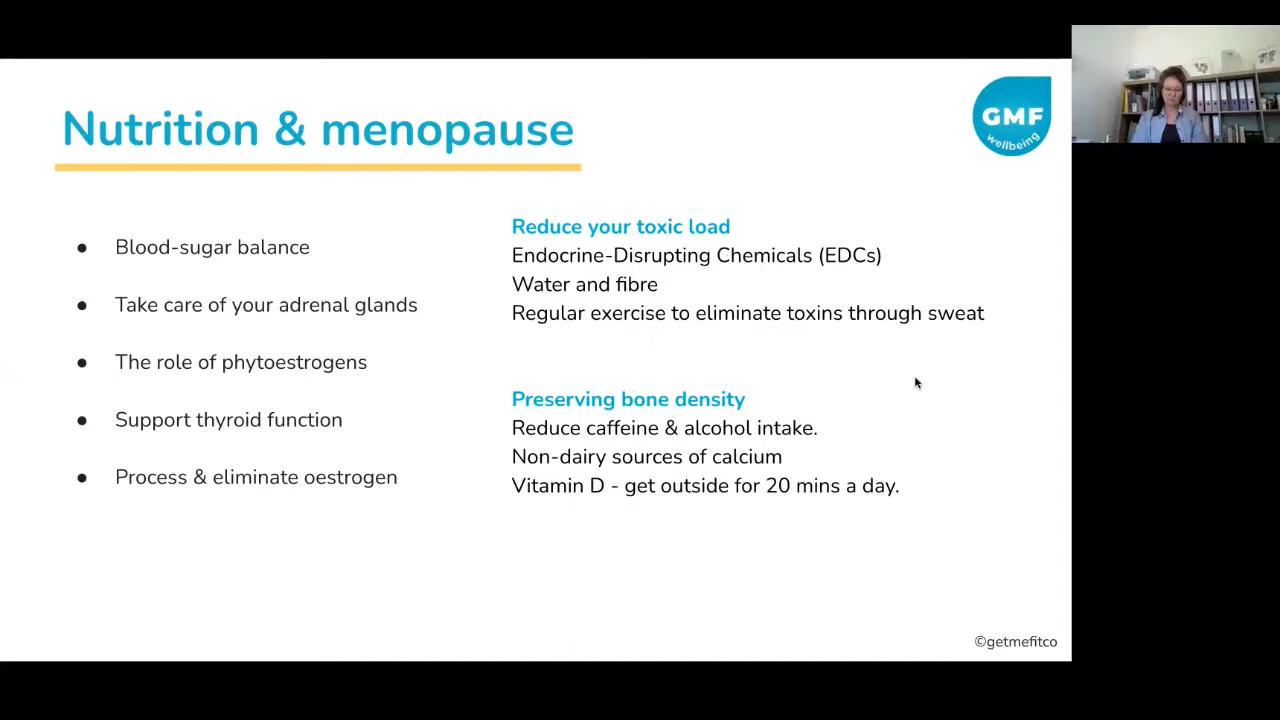 Nutrition & menopause
GMF
wellbeing
● Blood-sugar balance
● Take care of your adrenal glands
● The role of phytoestrogens
● Support thyroid function
● Process & eliminate oestrogen
Reduce your toxic load
Endocrine-Disrupting Chemicals (EDCs)
Water and fibre
Regular exercise to eliminate toxins through sweat
Preserving bone density
Reduce caffeine & alcohol intake.
Non-dairy sources of calcium
Vitamin D - get outside for 20 mins a day.
©getmefitco